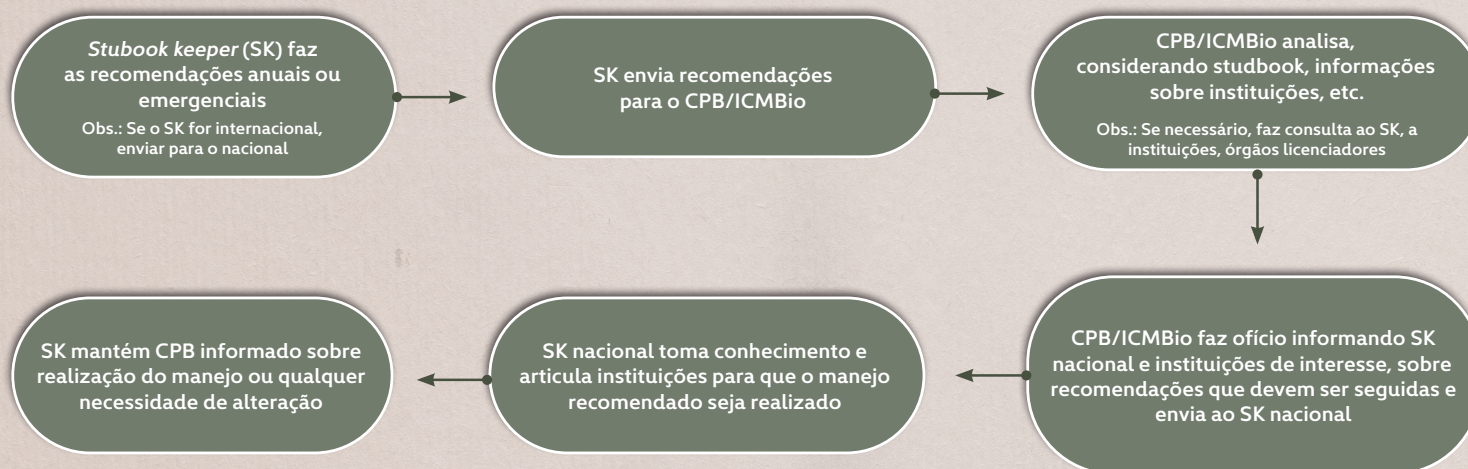 Stubook keeper (SK) faz
as recomendações anuais ou
emergenciais
Obs.: Se o SK for internacional,
enviar para o nacional
SK envia recomendações
para o CPB/ICMBio
CPB/ICMBio analisa,
considerando studbook, informações
sobre instituições, etc.
Obs.: Se necessário, faz consulta ao SK, a
instituições, órgãos licenciadores
CPB/ICMBio faz ofício informando SK
nacional e instituições de interesse, sobre
recomendações que devem ser seguidas e
envia ao SK nacional
SK nacional toma conhecimento e
articula instituições para que o manejo
recomendado seja realizado
SK mantém CPB informado sobre
realização do manejo ou qualquer
necessidade de alteração